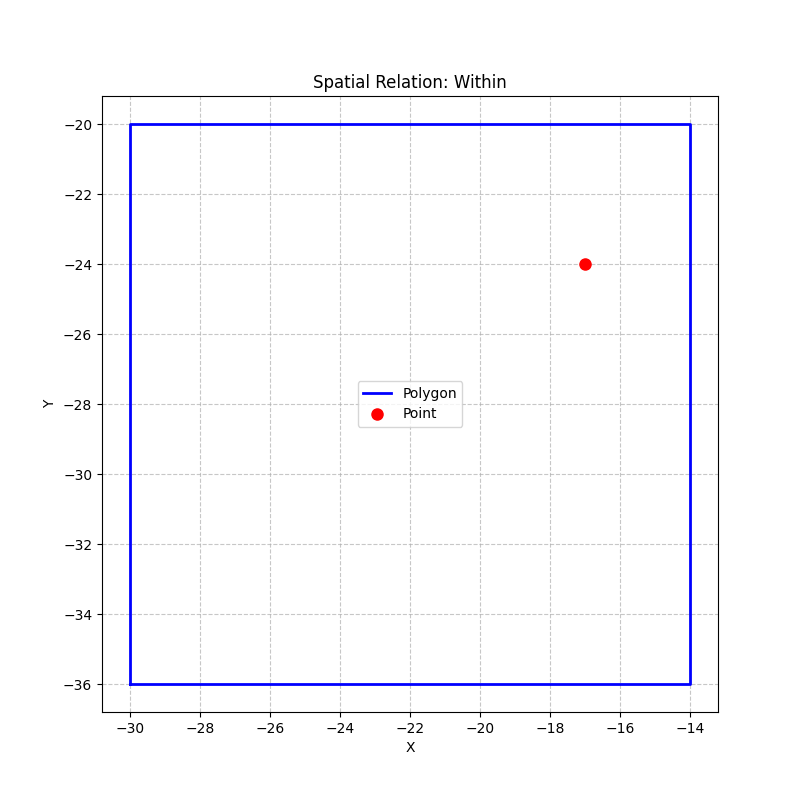 Spatial Relation: Within
−20
−22
−24
−26
−28
−30
−32
−34
−36
Y
Polygon
Point
−30 −28 −26 −24 −22 −20 −18 −16 −14
X